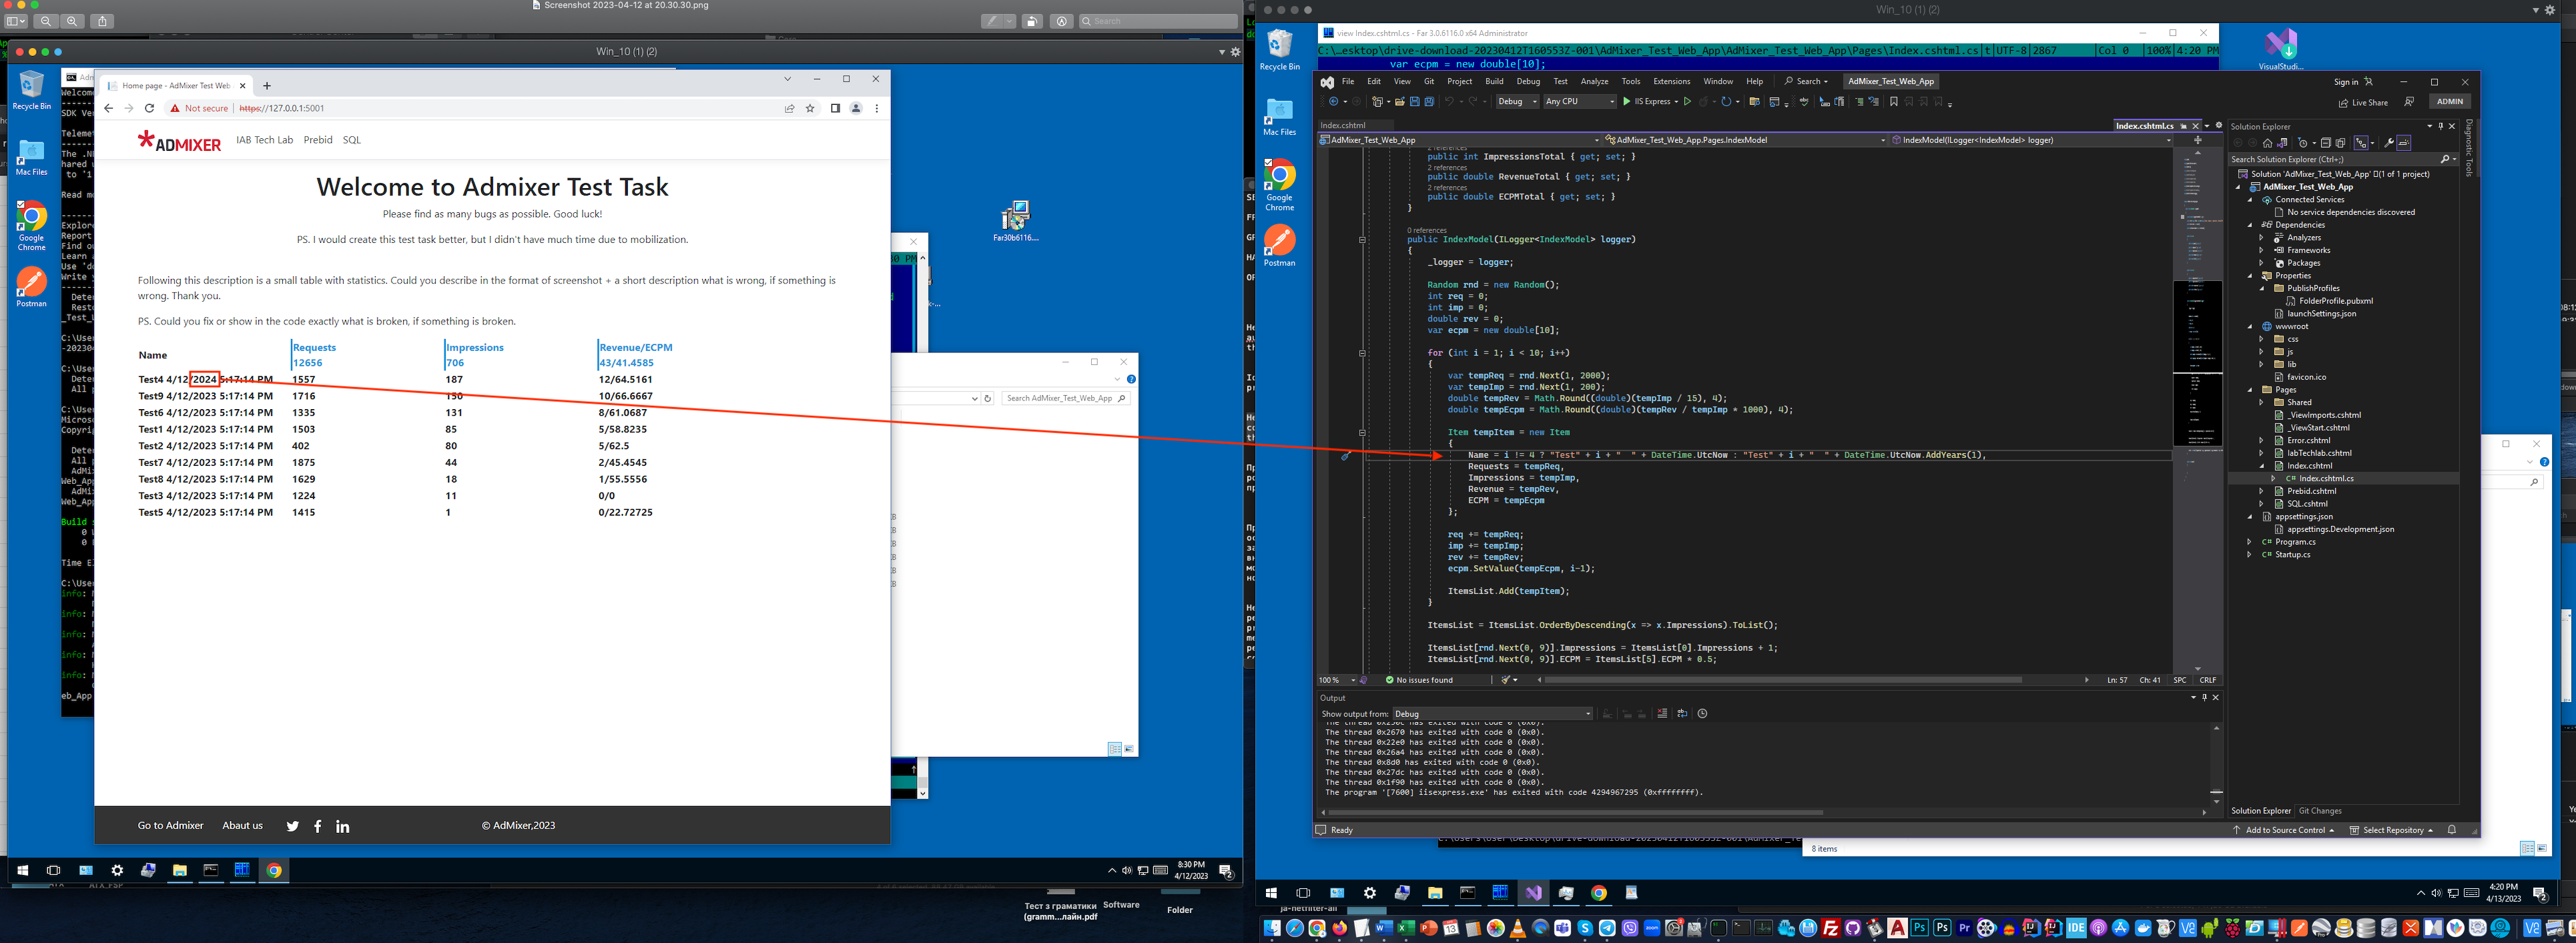 Screenshot 2023-04-12 at 20.30.30.png
Search
Win_10 (1) (2)
Recycle Bin
Mac Files
Google
Chrome
Postman
Home page - AdMixer Test Web
Not secure
https://127.0.0.1:5001
ADMIXER
IAB Tech Lab
Prebid
SQL
Welcome to Admixer Test Task
Please find as many bugs as possible. Good luck!
PS. I would create this test task better, but I didn't have much time due to mobilization.
Following this description is a small table with statistics. Could you describe in the format of screenshot + a short description what is wrong, if something is
wrong. Thank you.
PS. Could you fix or show in the code exactly what is broken, if something is broken.
Name Requests Impressions Revenue/ECPM
12656 706 43/41.4585
Test4 4/12/2024 5:17:14 PM 1557 187 12/64.5161
Test9 4/12/2023 5:17:14 PM 1716 150 10/66.6667
Test6 4/12/2023 5:17:14 PM 1335 131 8/61.0687
Test1 4/12/2023 5:17:14 PM 1503 85 5/58.8235
Test2 4/12/2023 5:17:14 PM 402 80 5/62.5
Test7 4/12/2023 5:17:14 PM 1875 44 2/45.4545
Test8 4/12/2023 5:17:14 PM 1629 18 1/55.5556
Test3 4/12/2023 5:17:14 PM 1224 11 0/0
Test5 4/12/2023 5:17:14 PM 1415 1 0/22.72725
Go to Admixer
Abaut us
© AdMixer,2023
Far30b6116....
Search AdMixer_Test_Web_App
8:30 PM
4/12/2023
Тест з граматики
(gramm...лайн.pdf
Software
Folder
Win_10 (1) (2)
Recycle Bin
Mac Files
Google
Chrome
Postman
view Index.cshtml.cs - Far 3.0.6116.0 x64 Administrator
C:\…esktop\drive-download-20230412T160553Z-001\AdMixer_Test_Web_App\AdMixer_Test_Web_App\Pages\Index.cshtml.cs|t|UTF-8|2867 |Col 0 |100%|4:20 PM
var ecpm = new double[10];
VisualStudi...
File Edit View Git Project Build Debug Test Analyze Tools Extensions Window Help Search AdMixer_Test_Web_App
Sign in
Debug Any CPU IIS Express
Live Share
ADMIN
Index.cshtml
Index.cshtml.cs
AdMixer_Test_Web_App
AdMixer_Test_Web_App.Pages.IndexModel
IndexModel(ILogger<IndexModel> logger)
2 references
public int ImpressionsTotal { get; set; }
2 references
public double RevenueTotal { get; set; }
2 references
public double ECPMTotal { get; set; }
}
0 references
public IndexModel(ILogger<IndexModel> logger)
{
_logger = logger;
Random rnd = new Random();
int req = 0;
int imp = 0;
double rev = 0;
var ecpm = new double[10];
for (int i = 1; i < 10; i++)
{
var tempReq = rnd.Next(1, 2000);
var tempImp = rnd.Next(1, 200);
double tempRev = Math.Round((double)(tempImp / 15), 4);
double tempEcpm = Math.Round((double)(tempRev / tempImp * 1000), 4);
Item tempItem = new Item
{
Name = i != 4 ? "Test" + i + "  " + DateTime.UtcNow : "Test" + i + "  " + DateTime.UtcNow.AddYears(1),
Requests = tempReq,
Impressions = tempImp,
Revenue = tempRev,
ECPM = tempEcpm
};
req += tempReq;
imp += tempImp;
rev += tempRev;
ecpm.SetValue(tempEcpm, i-1);
ItemsList.Add(tempItem);
}
ItemsList = ItemsList.OrderByDescending(x => x.Impressions).ToList();
ItemsList[rnd.Next(0, 9)].Impressions = ItemsList[0].Impressions + 1;
ItemsList[rnd.Next(0, 9)].ECPM = ItemsList[5].ECPM * 0.5;
100 %
No issues found
Ln: 57 Ch: 41 SPC CRLF
Output
Show output from: Debug
The thread 0x2670 has exited with code 0 (0x0).
The thread 0x22e0 has exited with code 0 (0x0).
The thread 0x26a4 has exited with code 0 (0x0).
The thread 0x8d0 has exited with code 0 (0x0).
The thread 0x27dc has exited with code 0 (0x0).
The thread 0x1f90 has exited with code 0 (0x0).
The program '[7600] iisexpress.exe' has exited with code 4294967295 (0xffffffff).
Ready
Solution Explorer
Search Solution Explorer (Ctrl+;)
Solution 'AdMixer_Test_Web_App' (1 of 1 project)
AdMixer_Test_Web_App
Connected Services
No service dependencies discovered
Dependencies
Analyzers
Frameworks
Packages
Properties
PublishProfiles
FolderProfile.pubxml
launchSettings.json
wwwroot
css
js
lib
favicon.ico
Pages
Shared
_ViewImports.cshtml
_ViewStart.cshtml
Error.cshtml
IabTechlab.cshtml
Index.cshtml
Index.cshtml.cs
Prebid.cshtml
SQL.cshtml
appsettings.json
appsettings.Development.json
Program.cs
Startup.cs
Solution Explorer
Git Changes
Diagnostic Tools
Add to Source Control
Select Repository
8 items
4:20 PM
4/13/2023